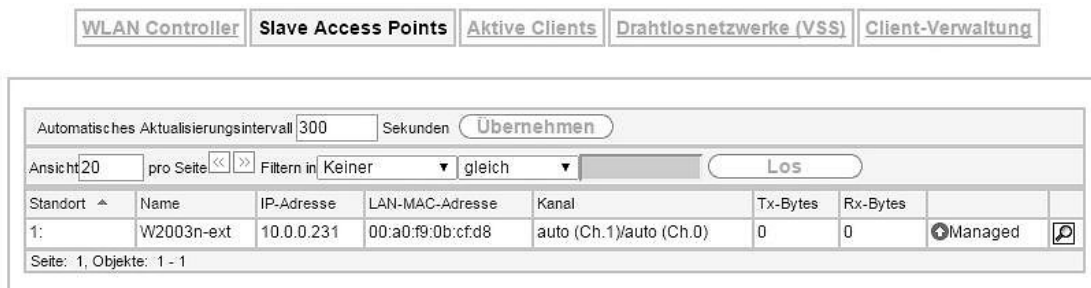 WLAN Controller Slave Access Points Aktive Clients Drahtlosnetzwerke (VSS) Client-Verwaltung
Automatisches Aktualisierungsintervall 300 Sekunden Übernehmen
Ansicht 20 pro Seite << >> Filtern in Keiner gleich Los
Standort Name IP-Adresse LAN-MAC-Adresse Kanal Tx-Bytes Rx-Bytes
1: W2003n-ext 10.0.0.231 00:a0:f9:0b:cf:d8 auto (Ch.1)/auto (Ch.0) 0 0 Managed
Seite: 1, Objekte: 1 - 1